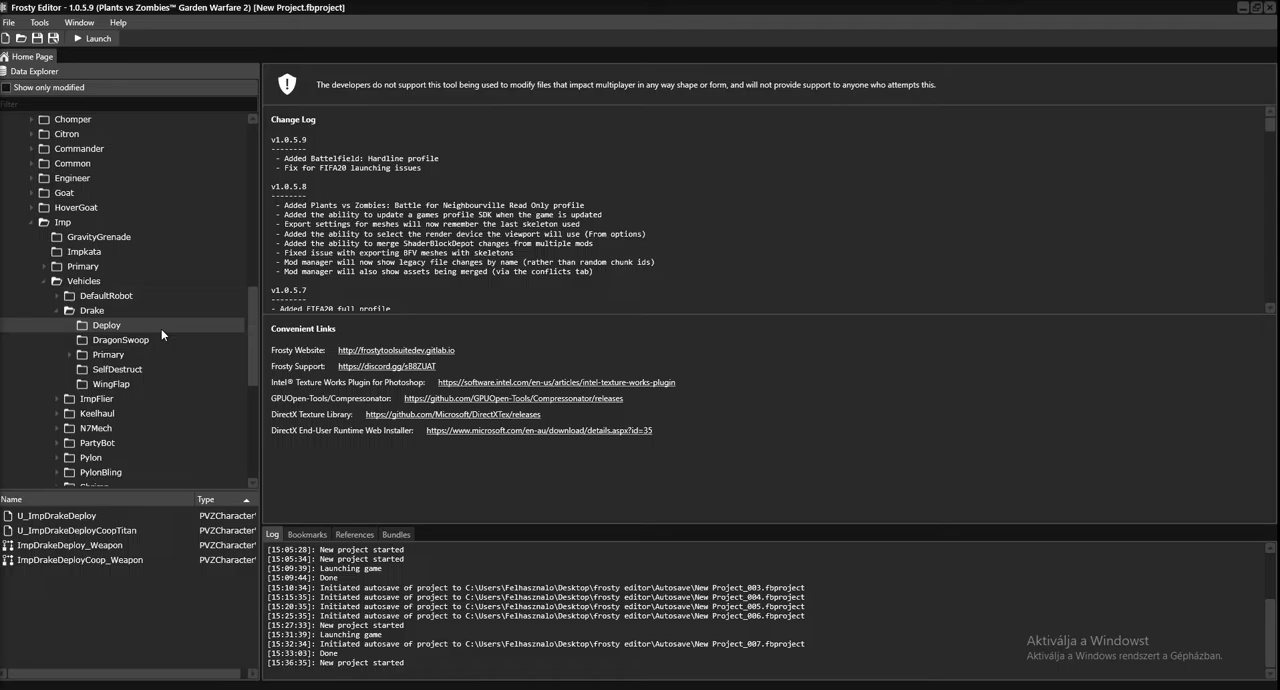 Frosty Editor - 1.0.5.9 (Plants vs Zombies™ Garden Warfare 2) [New Project.fbproject]
File Tools Window Help
Launch
Home Page
Data Explorer
Show only modified
Filter
Chomper
Citron
Commander
Common
Engineer
Goat
HoverGoat
Imp
GravityGrenade
Impkata
Primary
Vehicles
DefaultRobot
Drake
Deploy
DragonSwoop
Primary
SelfDestruct
WingFlap
ImpFlier
Keelhaul
N7Mech
PartyBot
Pylon
PylonBling
Name Type
U_ImpDrakeDeploy PVZCharacter
U_ImpDrakeDeployCoopTitan PVZCharacter
ImpDrakeDeploy_Weapon PVZCharacter
ImpDrakeDeployCoop_Weapon PVZCharacter
The developers do not support this tool being used to modify files that impact multiplayer in any way shape or form, and will not provide support to anyone who attempts this.
Change Log
v1.0.5.9
--------
- Added Battelfield: Hardline profile
- Fix for FIFA20 launching issues
v1.0.5.8
--------
- Added Plants vs Zombies: Battle for Neighbourville Read Only profile
- Added the ability to update a games profile SDK when the game is updated
- Export settings for meshes will now remember the last skeleton used
- Added the ability to select the render device the viewport will use (From options)
- Added the ability to merge ShaderBlockDepot changes from multiple mods
- Fixed issue with exporting BFV meshes with skeletons
- Mod manager will now show legacy file changes by name (rather than random chunk ids)
- Mod manager will also show assets being merged (via the conflicts tab)
v1.0.5.7
--------
- Added FIFA20 full profile
Convenient Links
Frosty Website: http://frostytoolsuitedev.gitlab.io
Frosty Support: https://discord.gg/sB8ZUAT
Intel® Texture Works Plugin for Photoshop: https://software.intel.com/en-us/articles/intel-texture-works-plugin
GPUOpen-Tools/Compressonator: https://github.com/GPUOpen-Tools/Compressonator/releases
DirectX Texture Library: https://github.com/Microsoft/DirectXTex/releases
DirectX End-User Runtime Web Installer: https://www.microsoft.com/en-au/download/details.aspx?id=35
Log Bookmarks References Bundles
[15:05:28]: New project started
[15:05:34]: New project started
[15:09:39]: Launching game
[15:09:44]: Done
[15:10:34]: Initiated autosave of project to C:\Users\Felhasznalo\Desktop\frosty editor\Autosave\New Project_003.fbproject
[15:15:35]: Initiated autosave of project to C:\Users\Felhasznalo\Desktop\frosty editor\Autosave\New Project_004.fbproject
[15:20:35]: Initiated autosave of project to C:\Users\Felhasznalo\Desktop\frosty editor\Autosave\New Project_005.fbproject
[15:25:35]: Initiated autosave of project to C:\Users\Felhasznalo\Desktop\frosty editor\Autosave\New Project_006.fbproject
[15:27:33]: New project started
[15:31:39]: Launching game
[15:32:34]: Initiated autosave of project to C:\Users\Felhasznalo\Desktop\frosty editor\Autosave\New Project_007.fbproject
[15:33:03]: Done
[15:36:35]: New project started
Aktiválja a Windowst
Aktiválja a Windows rendszert a Gépházban.